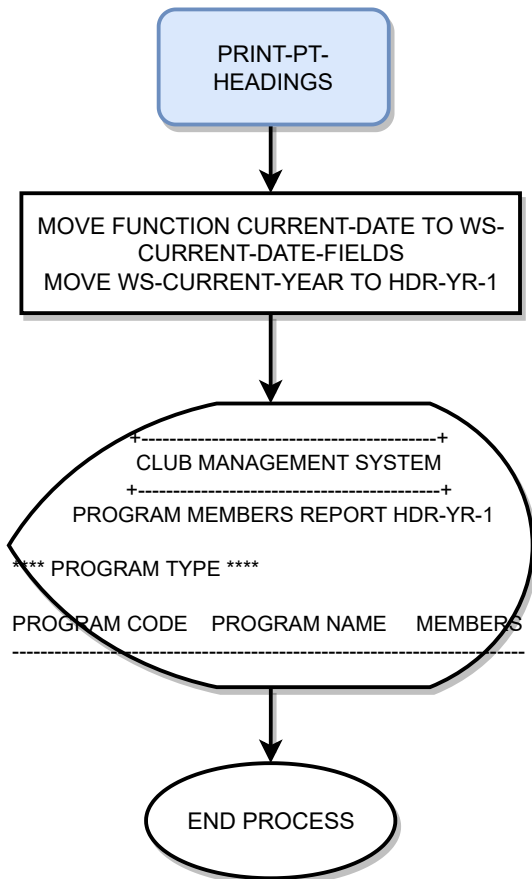 PRINT-PT-
HEADINGS
MOVE FUNCTION CURRENT-DATE TO WS-
CURRENT-DATE-FIELDS
MOVE WS-CURRENT-YEAR TO HDR-YR-1
+------------------------------------------+
CLUB MANAGEMENT SYSTEM
+-------------------------------------------+
PROGRAM MEMBERS REPORT HDR-YR-1
**** PROGRAM TYPE ****
PROGRAM CODE PROGRAM NAME MEMBERS
-------------------------------------------------------------------------
END PROCESS